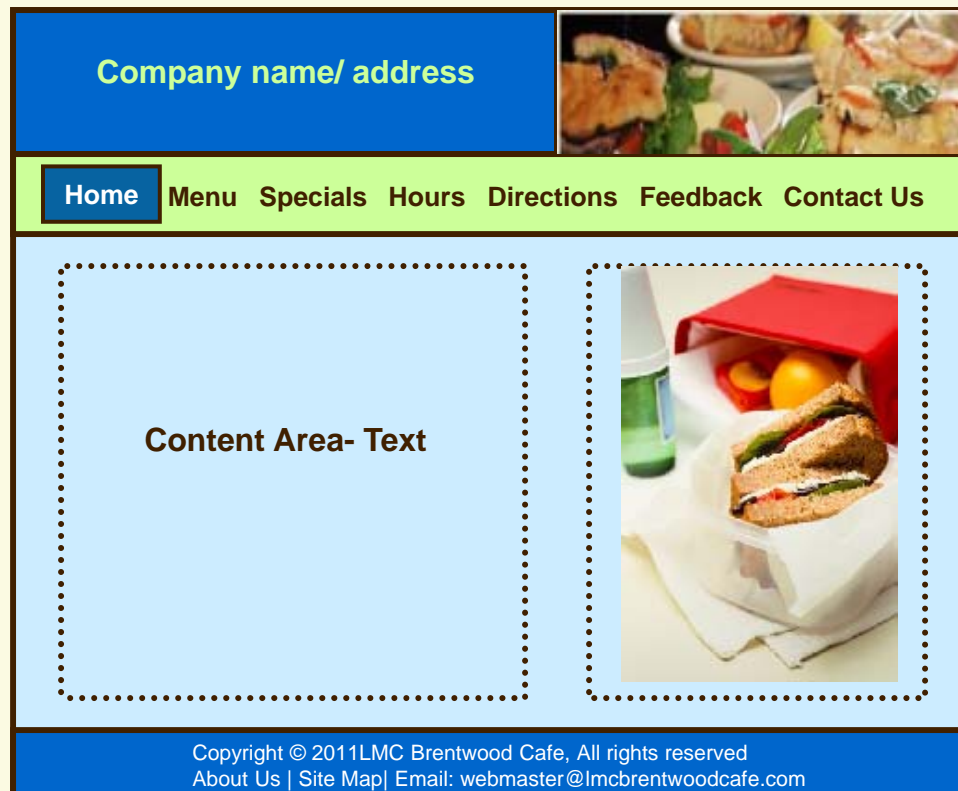 Company name/ address
Home Menu Specials Hours Directions Feedback Contact Us
Content Area- Text
Copyright © 2011LMC Brentwood Cafe, All rights reserved
About Us | Site Map| Email: webmaster@lmcbrentwoodcafe.com